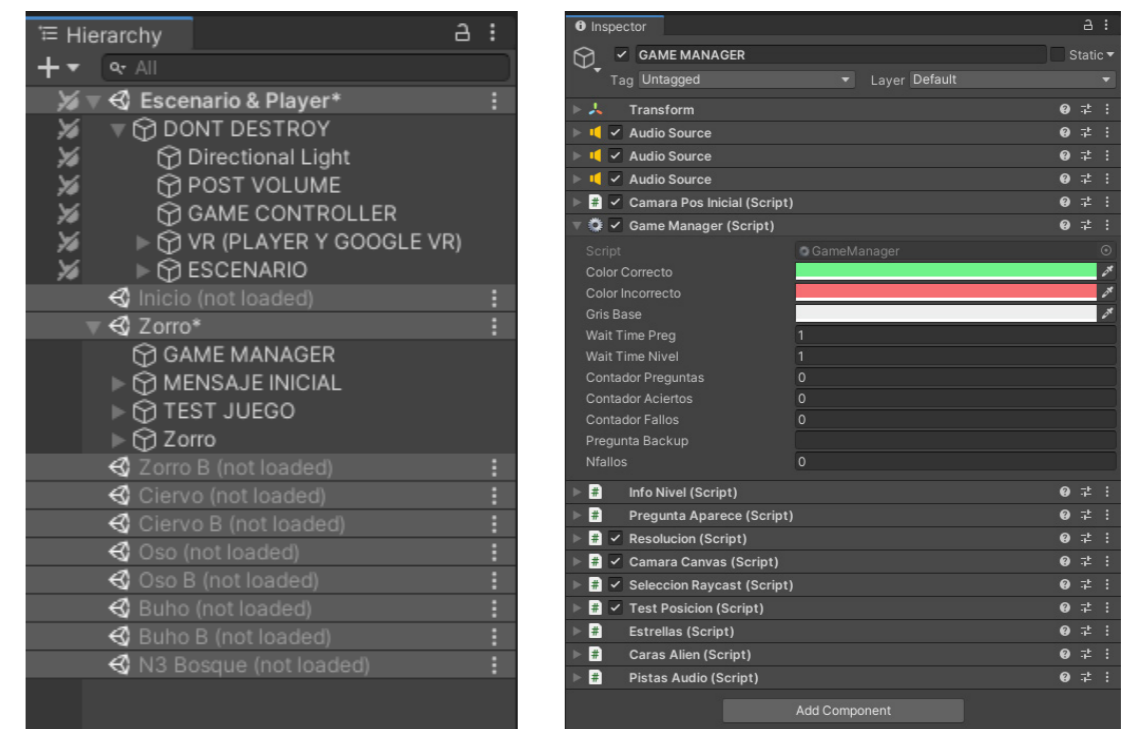 Hierarchy
All
Escenario & Player*
DONT DESTROY
Directional Light
POST VOLUME
GAME CONTROLLER
VR (PLAYER Y GOOGLE VR)
ESCENARIO
Inicio (not loaded)
Zorro*
GAME MANAGER
MENSAJE INICIAL
TEST JUEGO
Zorro
Zorro B (not loaded)
Ciervo (not loaded)
Ciervo B (not loaded)
Oso (not loaded)
Oso B (not loaded)
Buho (not loaded)
Buho B (not loaded)
N3 Bosque (not loaded)
Inspector
GAME MANAGER Static
Tag Untagged Layer Default
Transform
Audio Source
Audio Source
Audio Source
Camara Pos Inicial (Script)
Game Manager (Script)
Script GameManager
Color Correcto
Color Incorrecto
Gris Base
Wait Time Preg 1
Wait Time Nivel 1
Contador Preguntas 0
Contador Aciertos 0
Contador Fallos 0
Pregunta Backup
Nfallos 0
Info Nivel (Script)
Pregunta Aparece (Script)
Resolucion (Script)
Camara Canvas (Script)
Seleccion Raycast (Script)
Test Posicion (Script)
Estrellas (Script)
Caras Alien (Script)
Pistas Audio (Script)
Add Component